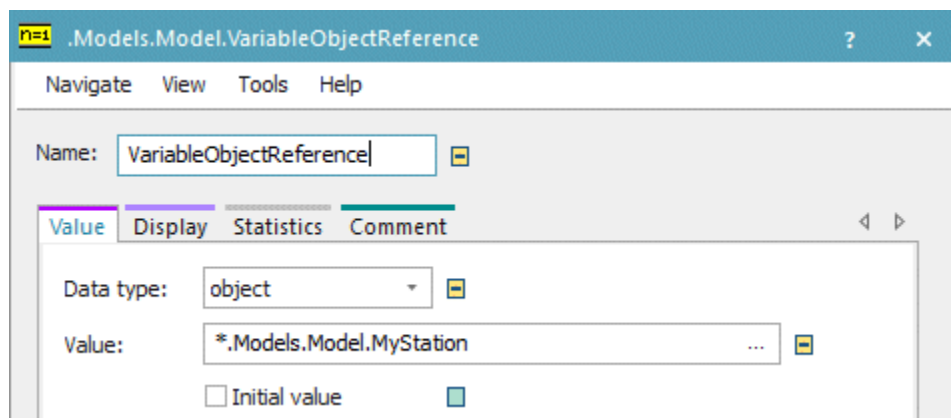 n=1 .Models.Model.VariableObjectReference ? ×
Navigate View Tools Help
Name: VariableObjectReference
Value Display Statistics Comment
Data type: object
Value: *.Models.Model.MyStation ...
Initial value